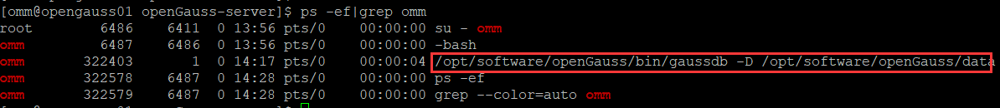 [omm@opengauss01 openGauss-server]$ ps -ef|grep omm
root 6486 6411 0 13:56 pts/0 00:00:00 su - omm
omm 6487 6486 0 13:56 pts/0 00:00:00 -bash
omm 322403 1 0 14:17 pts/0 00:00:04 /opt/software/openGauss/bin/gaussdb -D /opt/software/openGauss/data
omm 322578 6487 0 14:28 pts/0 00:00:00 ps -ef
omm 322579 6487 0 14:28 pts/0 00:00:00 grep --color=auto omm